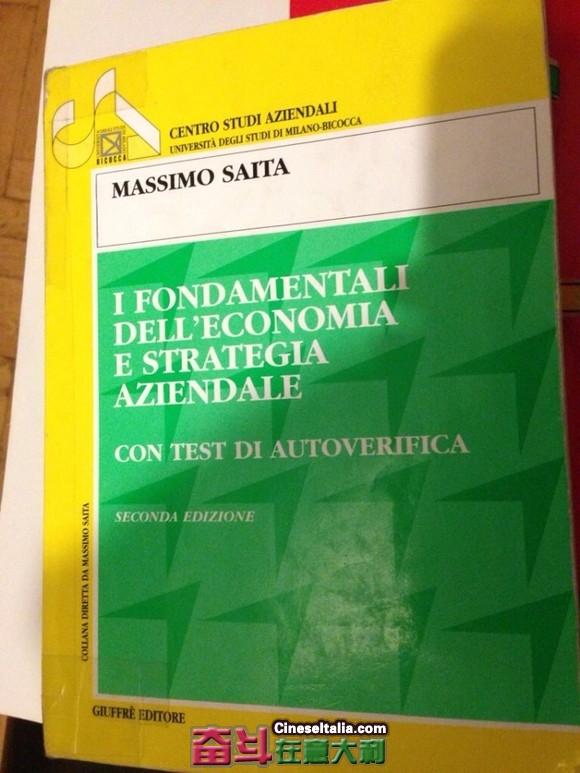 CENTRO STUDI AZIENDALI
UNIVERSITÀ DEGLI STUDI DI MILANO-BICOCCA
BICOCCA
MASSIMO SAITA
I FONDAMENTALI
DELL'ECONOMIA
E STRATEGIA
AZIENDALE
CON TEST DI AUTOVERIFICA
SECONDA EDIZIONE
COLLANA DIRETTA DA MASSIMO SAITA
GIUFFRÈ EDITORE
CineseItalia.com
奋斗在意大利